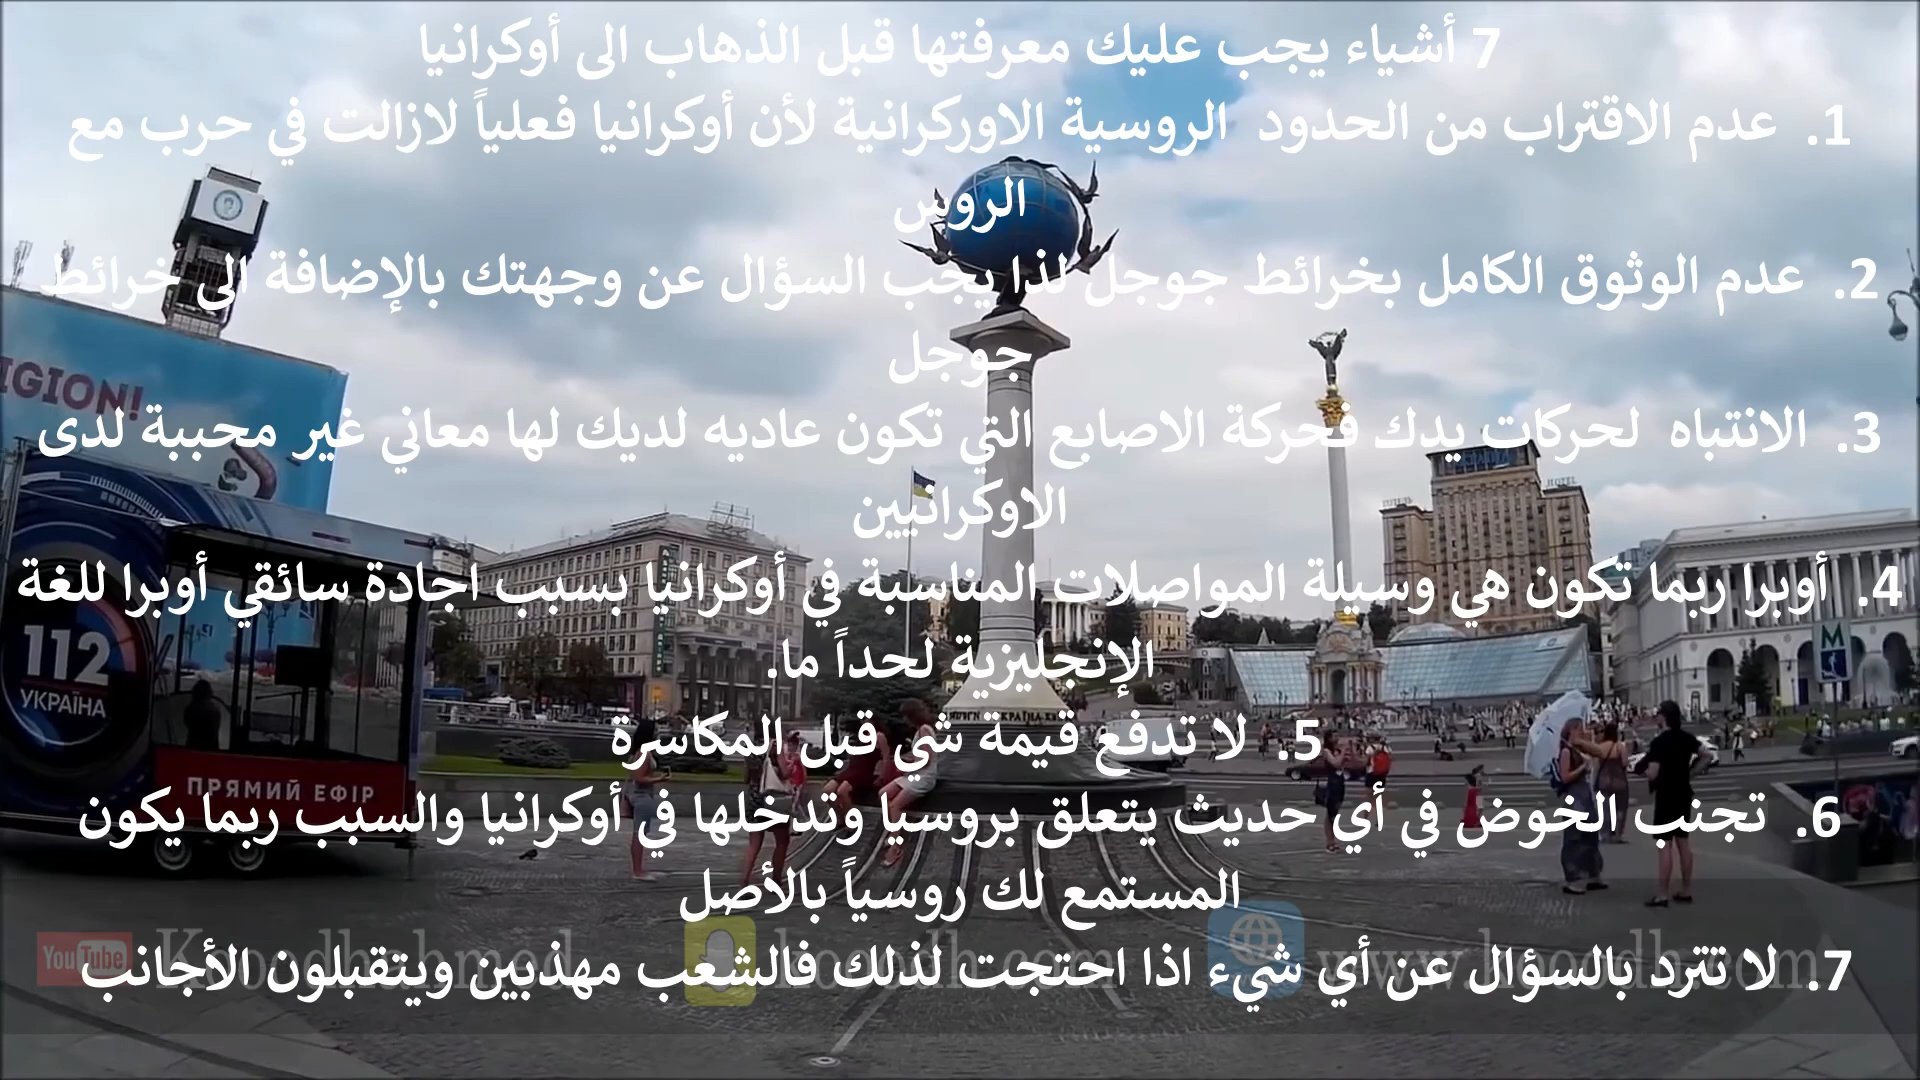 7 أشياء يجب عليك معرفتها قبل الذهاب الى أوكرانيا
1. عدم الاقتراب من الحدود الروسية الاوركرانية لأن أوكرانيا فعلياً لازالت في حرب مع
الروس
2. عدم الوثوق الكامل بخرائط جوجل لذا يجب السؤال عن وجهتك بالإضافة الى خرائط
جوجل
3. الانتباه لحركات يدك فحركة الاصابع التي تكون عاديه لديك لها معاني غير محببة لدى
الاوكرانيين
4. أوبرا ربما تكون هي وسيلة المواصلات المناسبة في أوكرانيا بسبب اجادة سائقي أوبرا للغة
الإنجليزية لحداً ما.
5. لا تدفع قيمة شي قبل المكاسرة
6. تجنب الخوض في أي حديث يتعلق بروسيا وتدخلها في أوكرانيا والسبب ربما يكون
المستمع لك روسياً بالأصل
7. لا تترد بالسؤال عن أي شيء اذا احتجت لذلك فالشعب مهذبين ويتقبلون الأجانب
IGION!
112
УКРАЇНА
ПРЯМИЙ ЕФІР
M
YouTube
www.hoodh.com